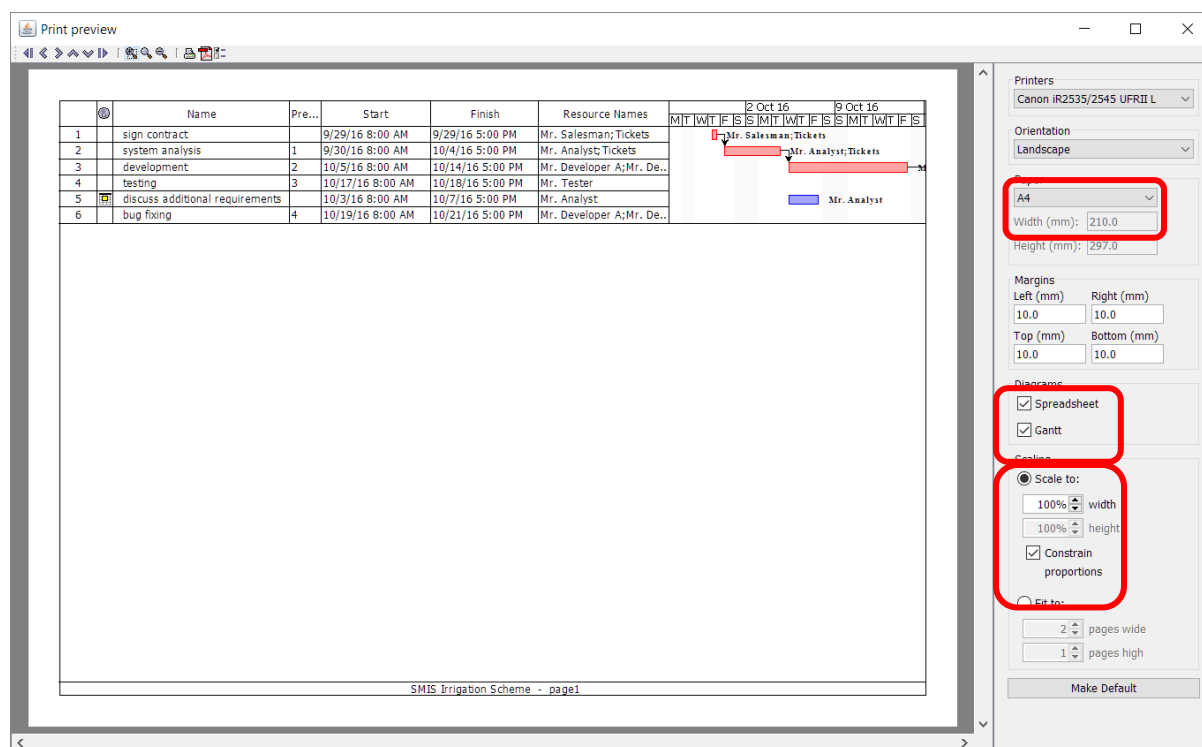 Print preview
Name Pre... Start Finish Resource Names 2 Oct 16 9 Oct 16
M T W T F S S M T W T F S S M T W T F S
1 sign contract 9/29/16 8:00 AM 9/29/16 5:00 PM Mr. Salesman; Tickets Mr. Salesman;Tickets
2 system analysis 1 9/30/16 8:00 AM 10/4/16 5:00 PM Mr. Analyst; Tickets Mr. Analyst;Tickets
3 development 2 10/5/16 8:00 AM 10/14/16 5:00 PM Mr. Developer A;Mr. De.. M
4 testing 3 10/17/16 8:00 AM 10/18/16 5:00 PM Mr. Tester
5 discuss additional requirements 10/3/16 8:00 AM 10/7/16 5:00 PM Mr. Analyst Mr. Analyst
6 bug fixing 4 10/19/16 8:00 AM 10/21/16 5:00 PM Mr. Developer A;Mr. De..
SMIS Irrigation Scheme - page1
Printers
Canon iR2535/2545 UFRII L
Orientation
Landscape
Paper
A4
Width (mm): 210.0
Height (mm): 297.0
Margins
Left (mm) Right (mm)
10.0 10.0
Top (mm) Bottom (mm)
10.0 10.0
Diagrams
Spreadsheet
Gantt
Scaling
Scale to:
100% width
100% height
Constrain
proportions
Fit to:
2 pages wide
1 pages high
Make Default